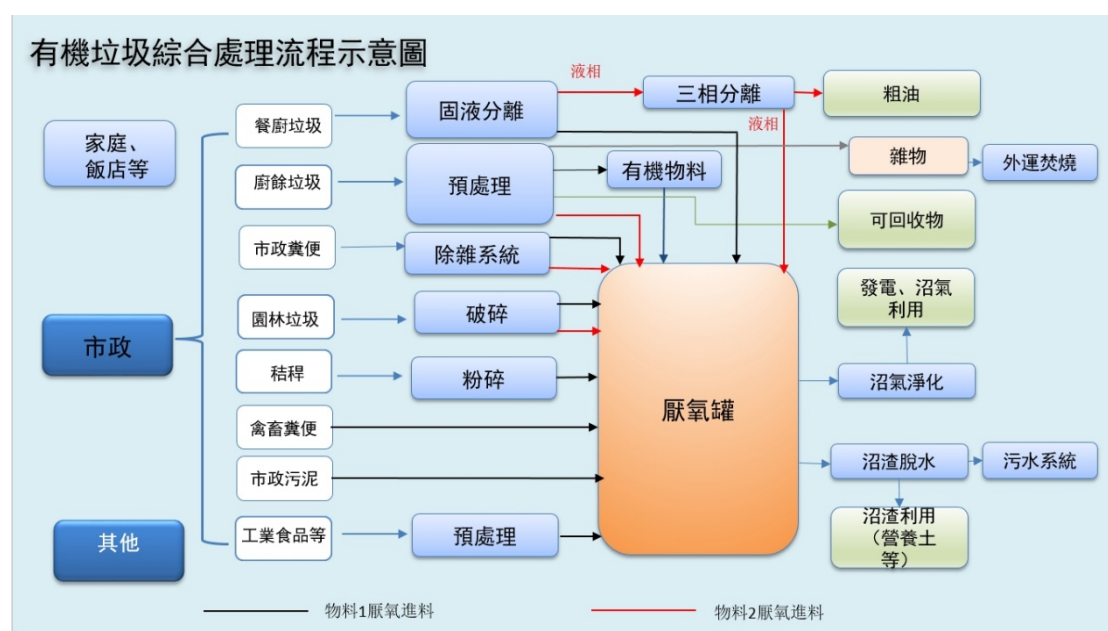 有機垃圾綜合處理流程示意圖
家庭、
飯店等
市政
其他
餐廚垃圾
廚餘垃圾
市政糞便
園林垃圾
秸稈
禽畜糞便
市政污泥
工業食品等
固液分離
預處理
除雜系統
破碎
粉碎
預處理
液相
三相分離
液相
粗油
有機物料
雜物
外運焚燒
可回收物
厭氧罐
發電、沼氣
利用
沼氣淨化
沼渣脫水
污水系統
沼渣利用
（營養土
等）
物料1厭氧進料
物料2厭氧進料